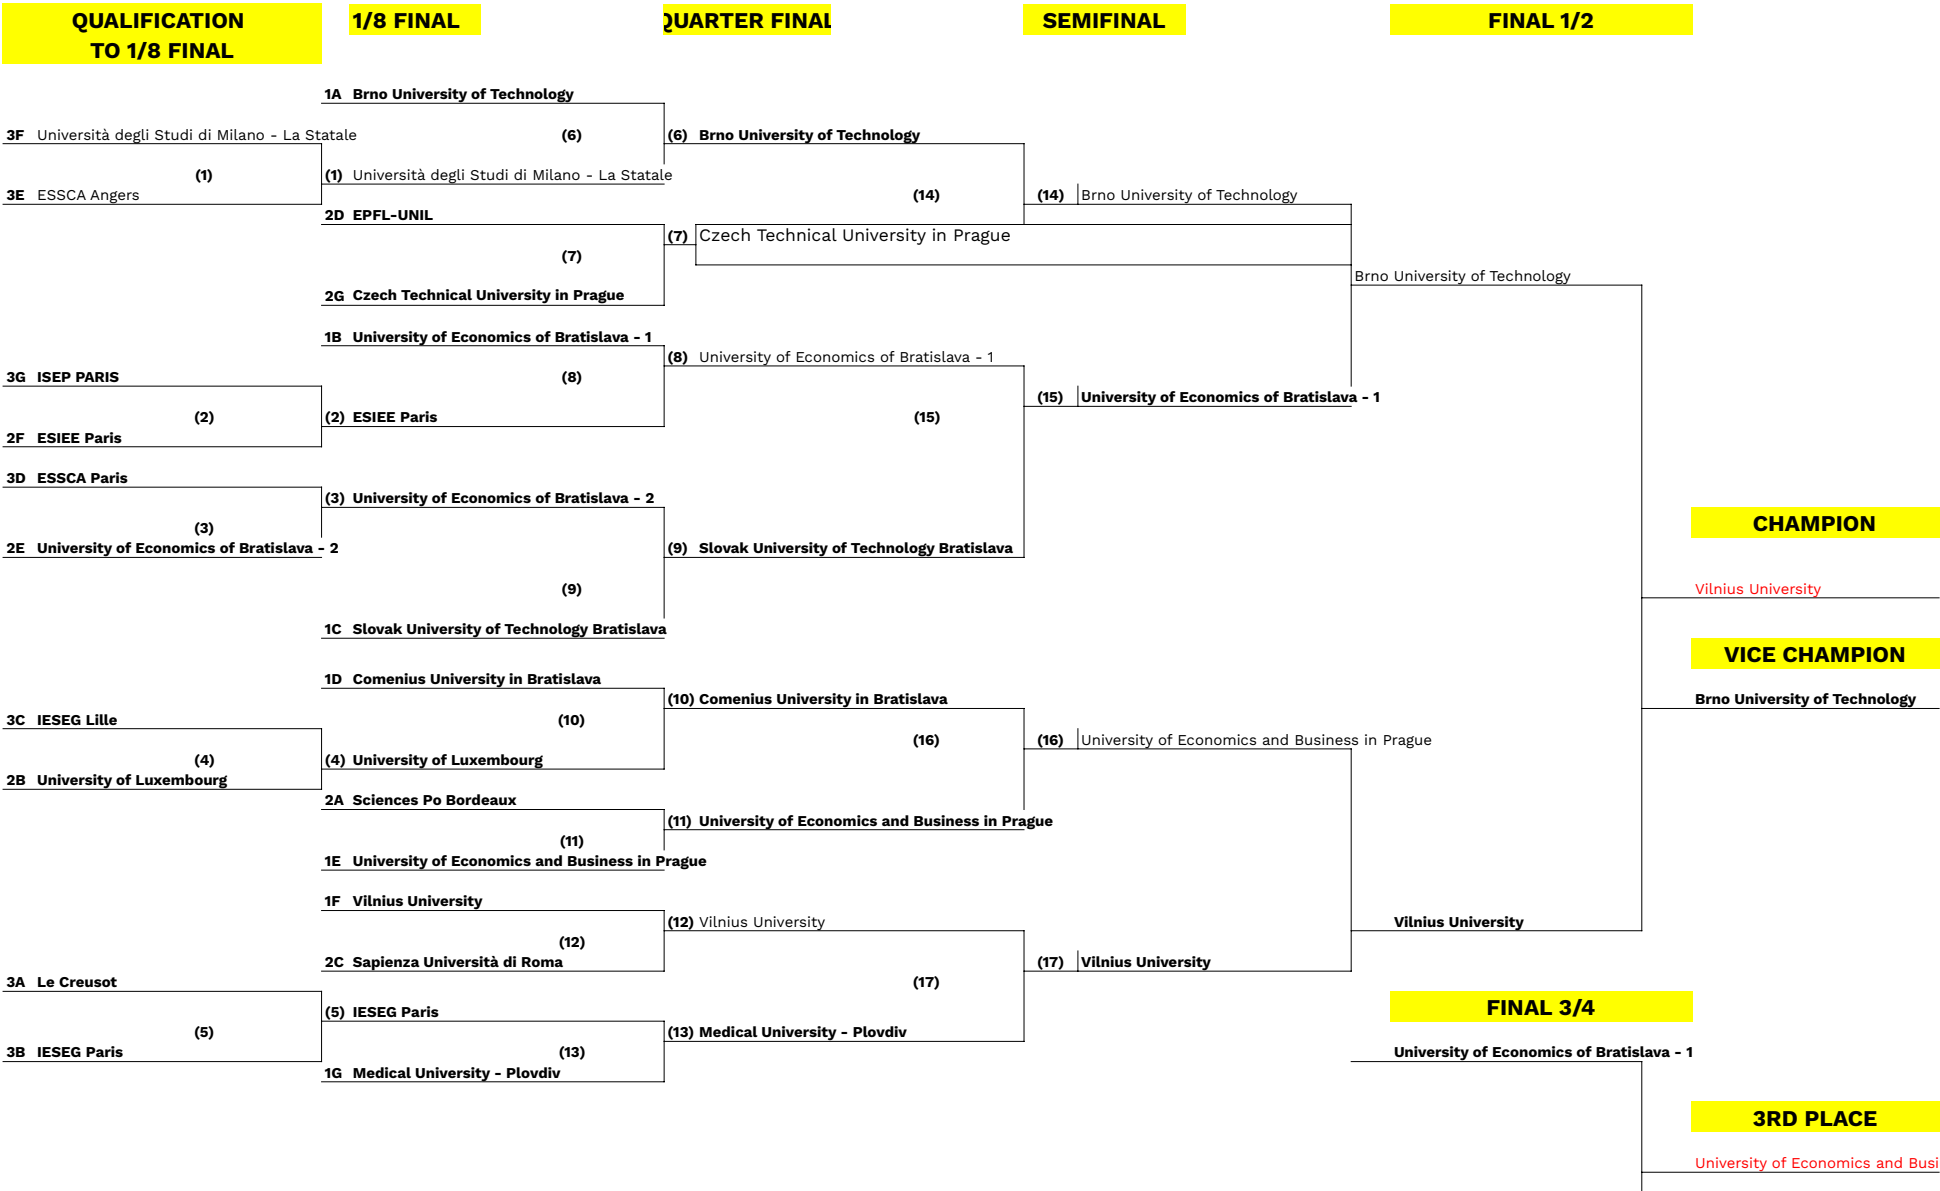 QUALIFICATION
TO 1/8 FINAL
1/8 FINAL
QUARTER FINAL
SEMIFINAL
FINAL 1/2
1A Brno University of Technology
3F Università degli Studi di Milano - La Statale
(6)
(6) Brno University of Technology
(1)
(1) Università degli Studi di Milano - La Statale
3E ESSCA Angers
(14)
(14) Brno University of Technology
2D EPFL-UNIL
(7) Czech Technical University in Prague
(7)
Brno University of Technology
2G Czech Technical University in Prague
1B University of Economics of Bratislava - 1
(8) University of Economics of Bratislava - 1
3G ISEP PARIS
(8)
(15) University of Economics of Bratislava - 1
(2)
(2) ESIEE Paris
(15)
2F ESIEE Paris
3D ESSCA Paris
(3) University of Economics of Bratislava - 2
(3)
CHAMPION
2E University of Economics of Bratislava - 2
(9) Slovak University of Technology Bratislava
(9)
Vilnius University
1C Slovak University of Technology Bratislava
VICE CHAMPION
1D Comenius University in Bratislava
(10) Comenius University in Bratislava
Brno University of Technology
3C IESEG Lille
(10)
(16)
(16) University of Economics and Business in Prague
(4)
(4) University of Luxembourg
2B University of Luxembourg
2A Sciences Po Bordeaux
(11) University of Economics and Business in Prague
(11)
1E University of Economics and Business in Prague
1F Vilnius University
(12) Vilnius University
Vilnius University
(12)
2C Sapienza Università di Roma
(17) Vilnius University
3A Le Creusot
(17)
(5) IESEG Paris
FINAL 3/4
(5)
(13) Medical University - Plovdiv
3B IESEG Paris
(13)
University of Economics of Bratislava - 1
1G Medical University - Plovdiv
3RD PLACE
University of Economics and Busi